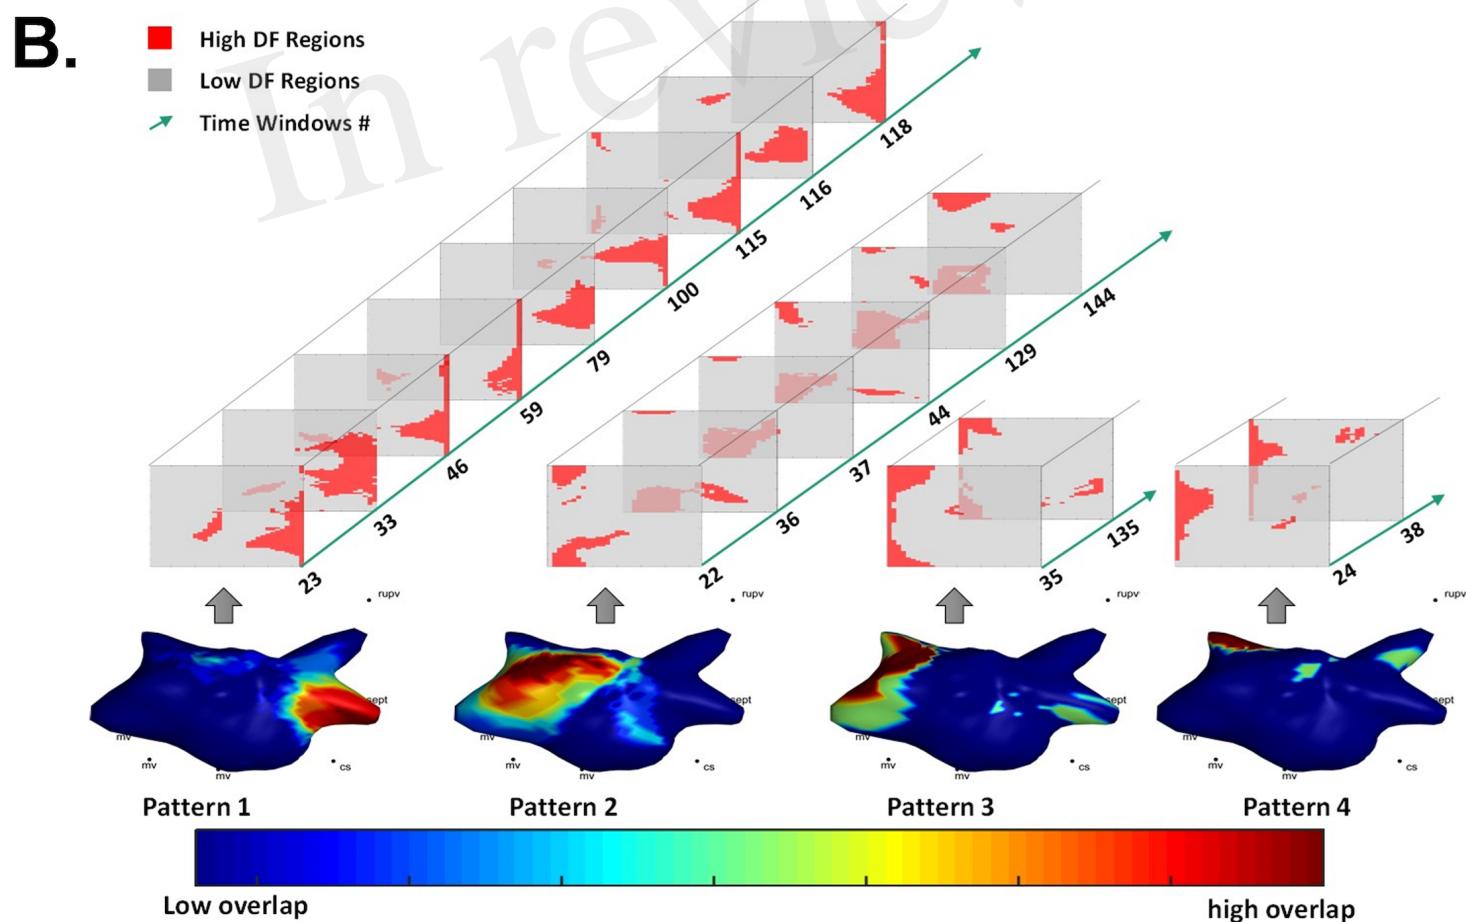 B.
High DF Regions
Low DF Regions
Time Windows #
In review
118
116
115
100
79
59
46
33
23
144
129
44
37
36
22
135
35
38
24
rupv
rupv
rupv
rupv
sept
sept
sept
sept
mv
mv
mv
cs
mv
mv
mv
cs
mv
mv
mv
cs
mv
mv
mv
cs
Pattern 1
Pattern 2
Pattern 3
Pattern 4
Low overlap
high overlap